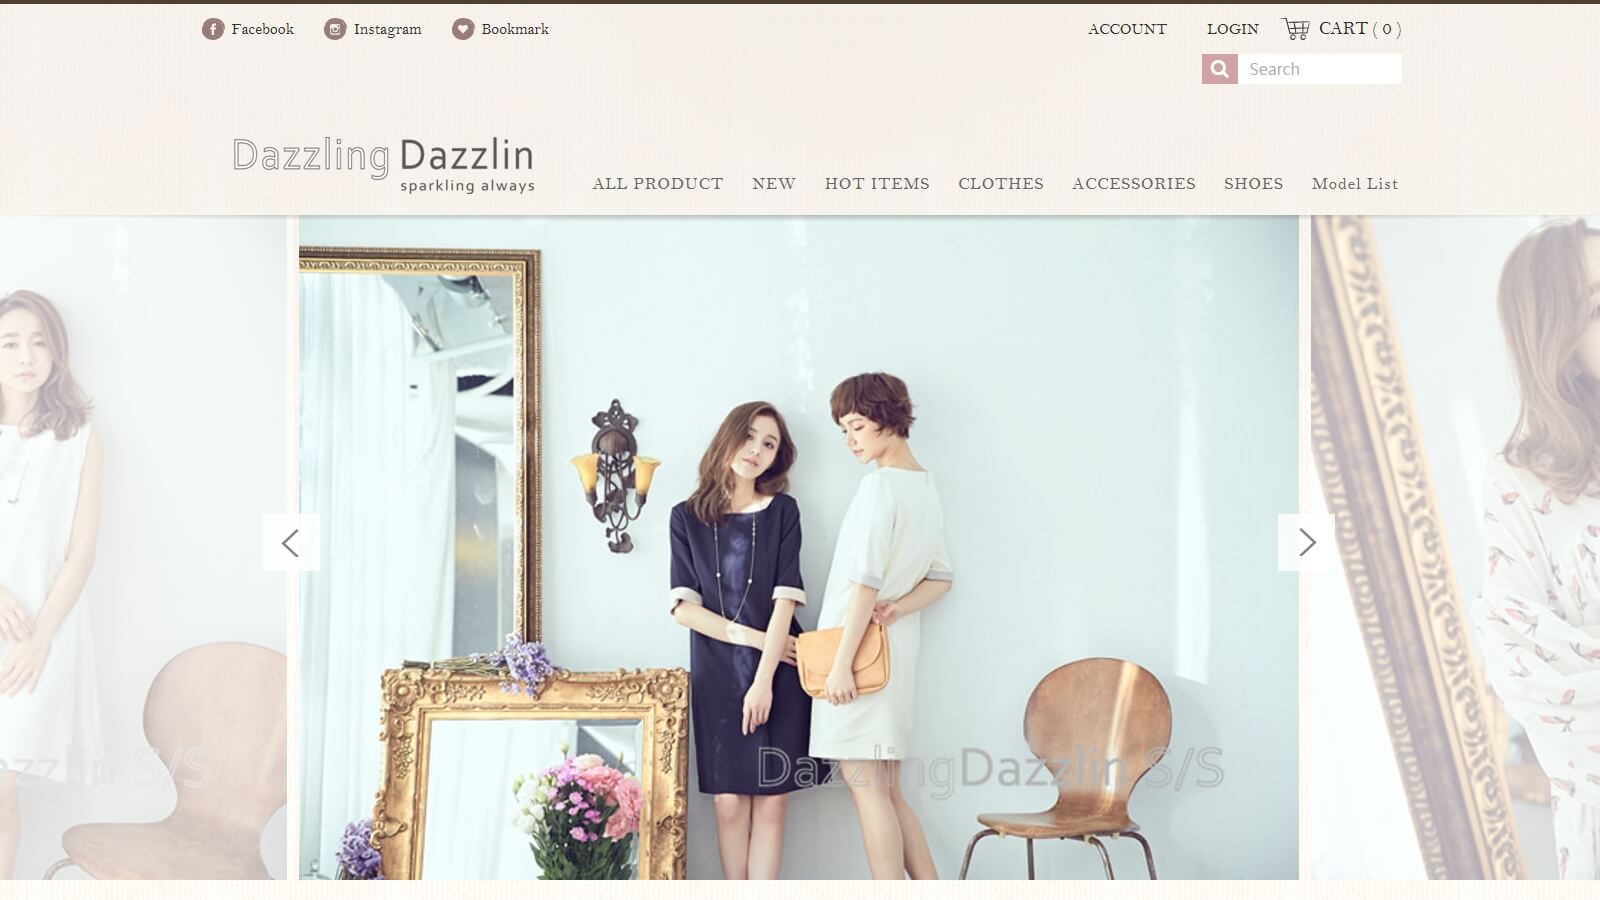 Facebook
Instagram
Bookmark
ACCOUNT
LOGIN
CART ( 0 )
Search
Dazzling Dazzlin
sparkling always
ALL PRODUCT
NEW
HOT ITEMS
CLOTHES
ACCESSORIES
SHOES
Model List
zzlin S/S
DazzlingDazzlin S/S